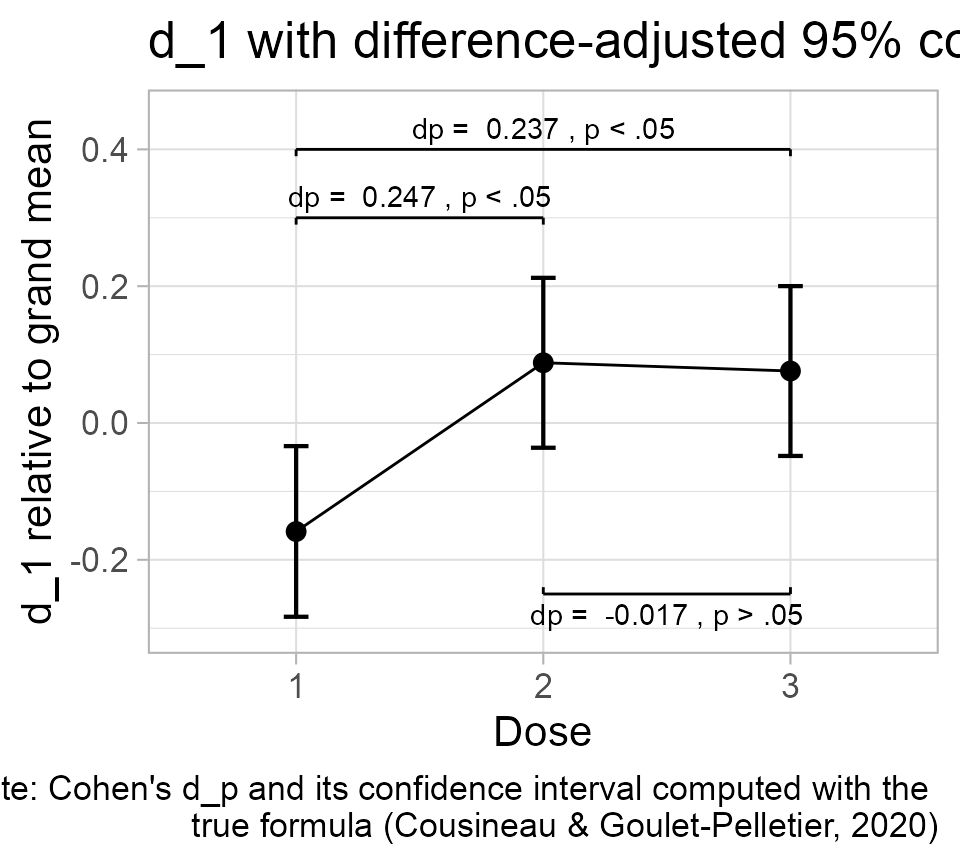 d_1 with difference-adjusted 95% co
dp = 0.237 , p < .05
0.4
dp = 0.247 , p < .05
0.2
0.0
-0.2
dp = -0.017 , p > .05
d_1 relative to grand mean
1 2 3
Dose
te: Cohen's d_p and its confidence interval computed with the
true formula (Cousineau & Goulet-Pelletier, 2020)